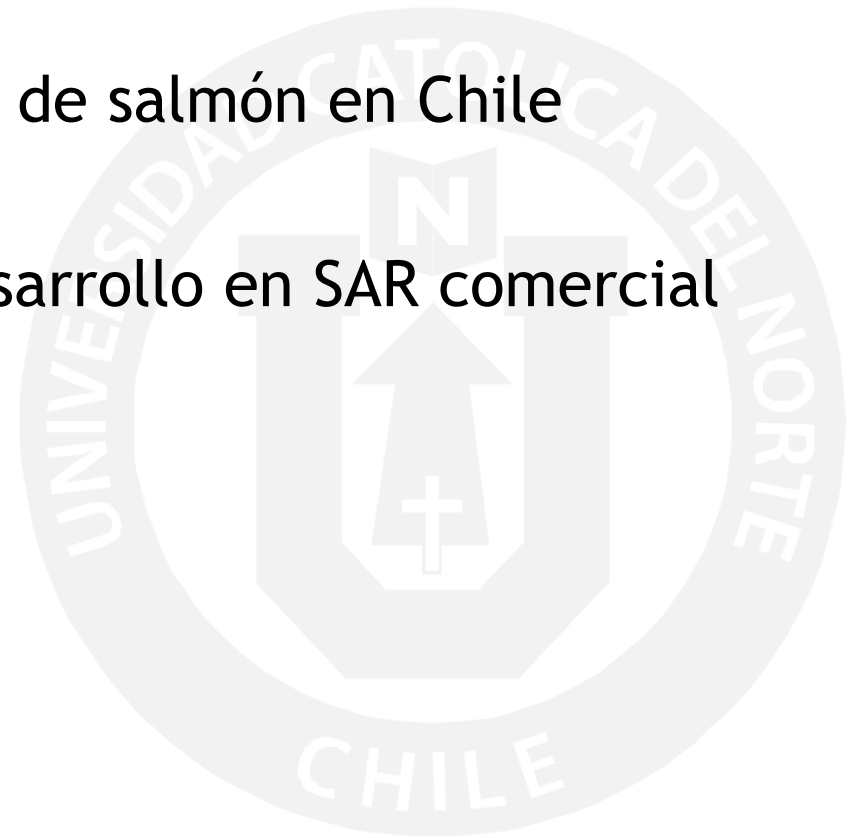 de salmón en Chile
sarrollo en SAR comercial
UNIVERSIDAD CATOLICA DEL NORTE
N
CHILE